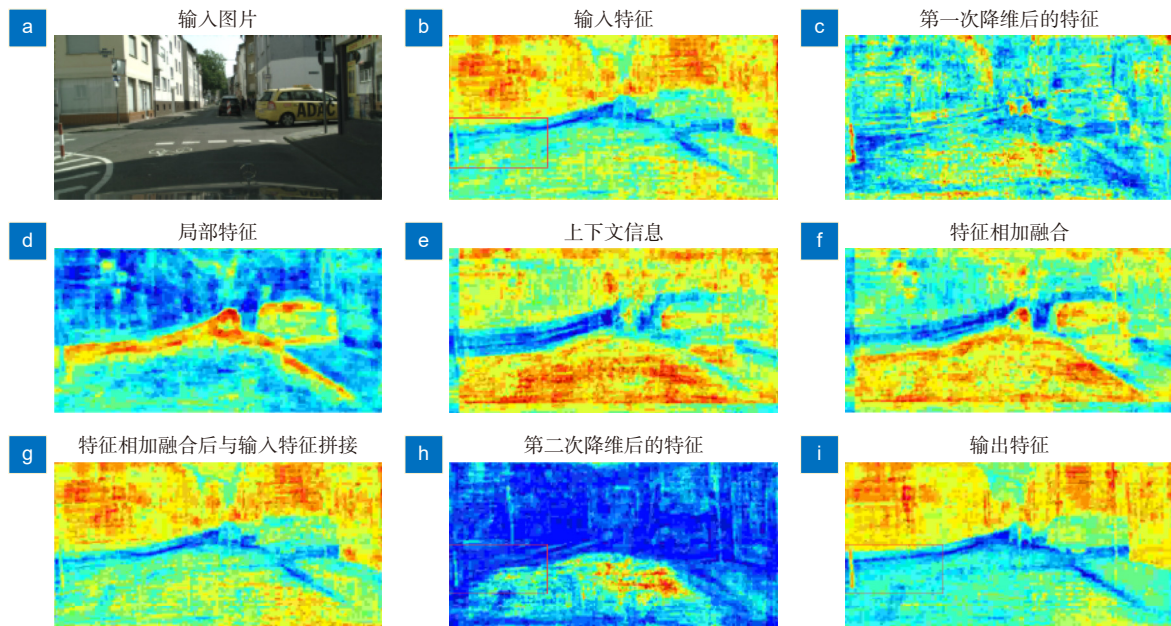 a 输入图片
b 输入特征
c 第一次降维后的特征
ADAC
d 局部特征
e 上下文信息
f 特征相加融合
g 特征相加融合后与输入特征拼接
h 第二次降维后的特征
i 输出特征